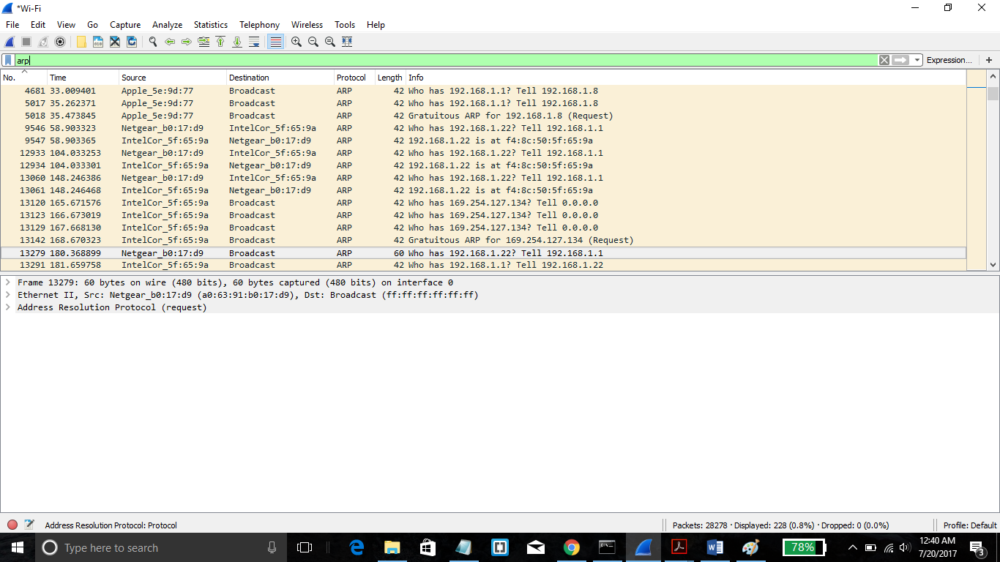 *Wi-Fi
File Edit View Go Capture Analyze Statistics Telephony Wireless Tools Help
arp Expression... +
No. Time Source Destination Protocol Length Info
4681 33.009401 Apple_5e:9d:77 Broadcast ARP 42 Who has 192.168.1.1? Tell 192.168.1.8
5017 35.262371 Apple_5e:9d:77 Broadcast ARP 42 Who has 192.168.1.1? Tell 192.168.1.8
5018 35.473845 Apple_5e:9d:77 Broadcast ARP 42 Gratuitous ARP for 192.168.1.8 (Request)
9546 58.903323 Netgear_b0:17:d9 IntelCor_5f:65:9a ARP 42 Who has 192.168.1.22? Tell 192.168.1.1
9547 58.903365 IntelCor_5f:65:9a Netgear_b0:17:d9 ARP 42 192.168.1.22 is at f4:8c:50:5f:65:9a
12933 104.033253 Netgear_b0:17:d9 IntelCor_5f:65:9a ARP 42 Who has 192.168.1.22? Tell 192.168.1.1
12934 104.033301 IntelCor_5f:65:9a Netgear_b0:17:d9 ARP 42 192.168.1.22 is at f4:8c:50:5f:65:9a
13060 148.246386 Netgear_b0:17:d9 IntelCor_5f:65:9a ARP 42 Who has 192.168.1.22? Tell 192.168.1.1
13061 148.246468 IntelCor_5f:65:9a Netgear_b0:17:d9 ARP 42 192.168.1.22 is at f4:8c:50:5f:65:9a
13120 165.671576 IntelCor_5f:65:9a Broadcast ARP 42 Who has 169.254.127.134? Tell 0.0.0.0
13123 166.673019 IntelCor_5f:65:9a Broadcast ARP 42 Who has 169.254.127.134? Tell 0.0.0.0
13129 167.668130 IntelCor_5f:65:9a Broadcast ARP 42 Who has 169.254.127.134? Tell 0.0.0.0
13142 168.670323 IntelCor_5f:65:9a Broadcast ARP 42 Gratuitous ARP for 169.254.127.134 (Request)
13279 180.368899 Netgear_b0:17:d9 Broadcast ARP 60 Who has 192.168.1.22? Tell 192.168.1.1
13291 181.659758 IntelCor_5f:65:9a Broadcast ARP 42 Who has 192.168.1.1? Tell 192.168.1.22
Frame 13279: 60 bytes on wire (480 bits), 60 bytes captured (480 bits) on interface 0
Ethernet II, Src: Netgear_b0:17:d9 (a0:63:91:b0:17:d9), Dst: Broadcast (ff:ff:ff:ff:ff:ff)
Address Resolution Protocol (request)
Address Resolution Protocol: Protocol Packets: 28278 · Displayed: 228 (0.8%) · Dropped: 0 (0.0%) Profile: Default
Type here to search 78% 12:40 AM
7/20/2017 3